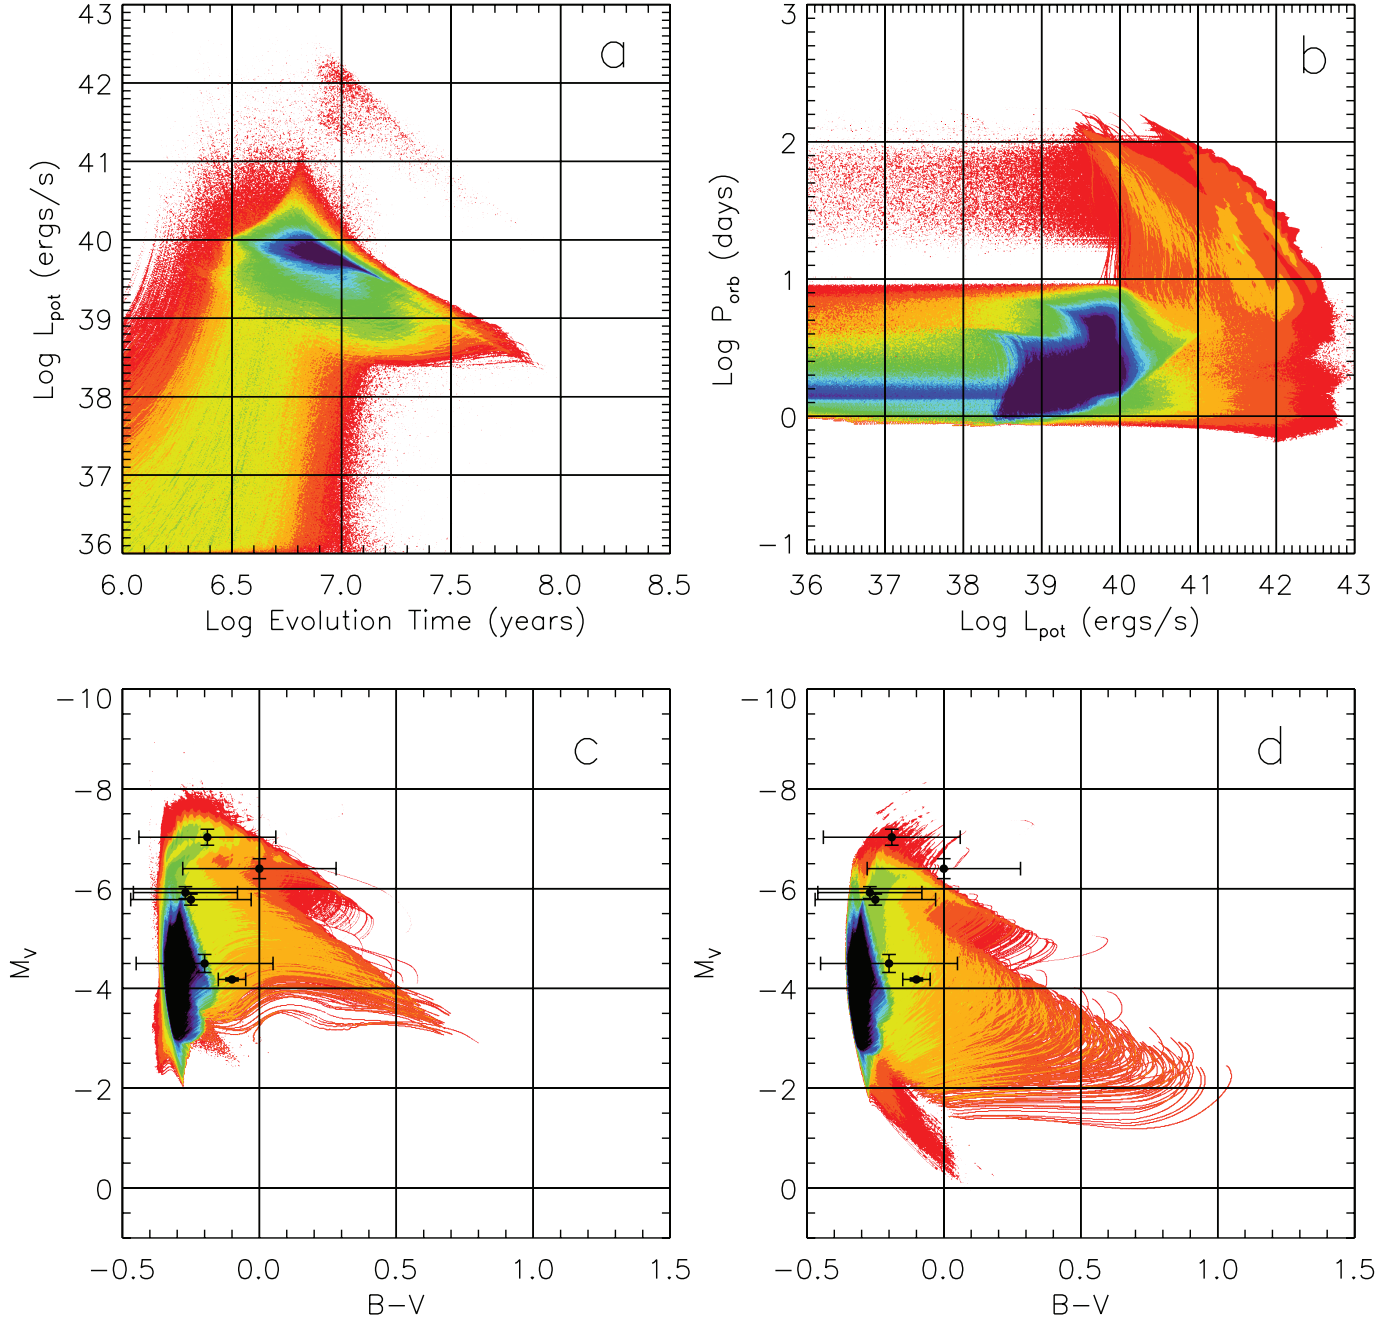 a
43
42
41
40
39
38
37
36
Log L_pot (ergs/s)
6.0 6.5 7.0 7.5 8.0 8.5
Log Evolution Time (years)
b
3
2
1
0
-1
Log P_orb (days)
36 37 38 39 40 41 42 43
Log L_pot (ergs/s)
c
-10
-8
-6
-4
-2
0
M_V
-0.5 0.0 0.5 1.0 1.5
B-V
d
-10
-8
-6
-4
-2
0
M_V
-0.5 0.0 0.5 1.0 1.5
B-V